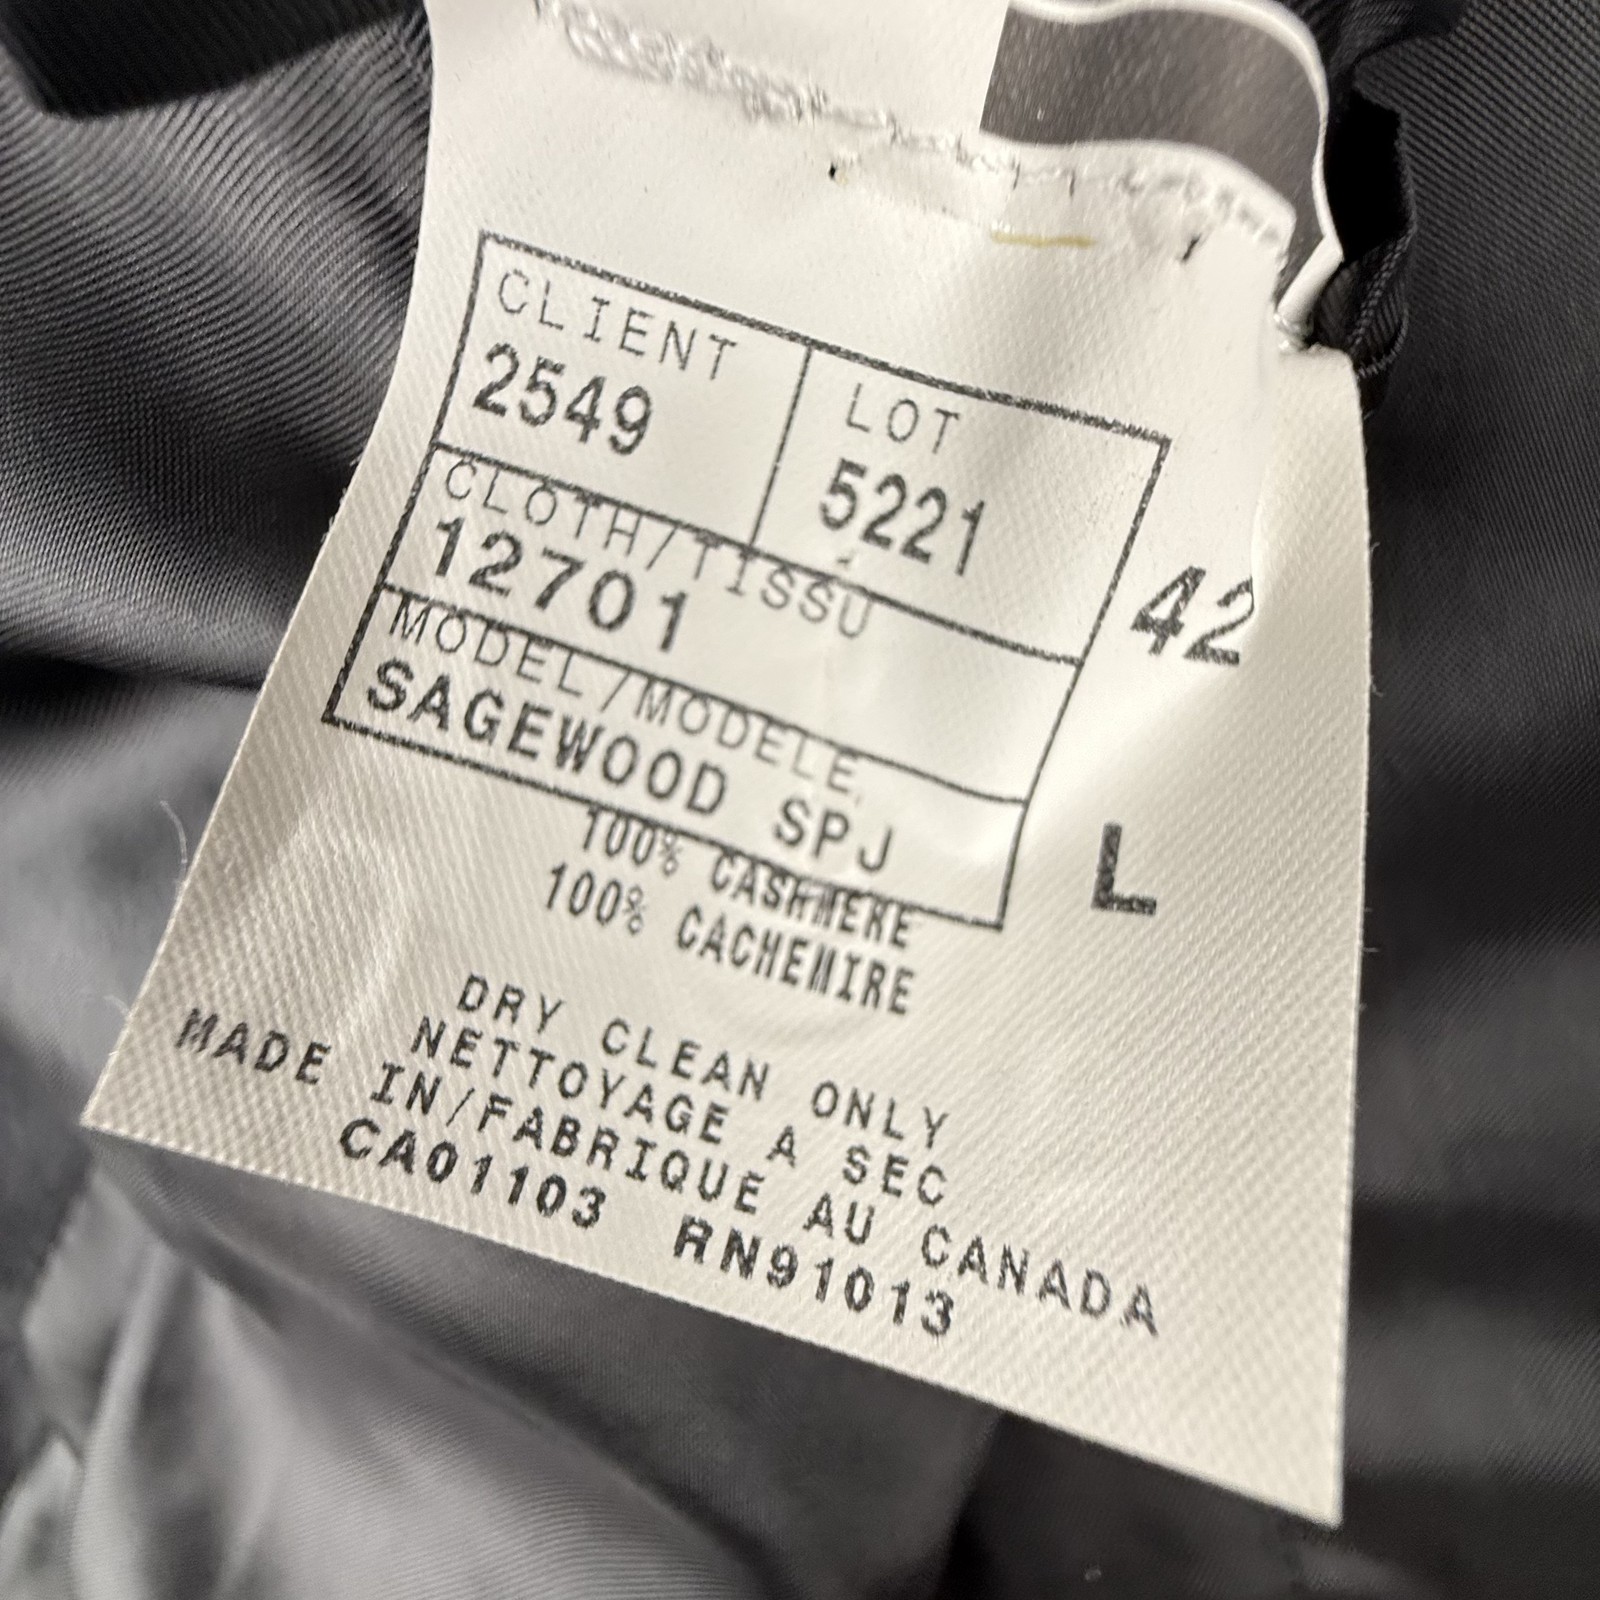 CLIENT
2549
LOT
5221
CLOTH/TISSU
12701
42
MODEL/MODELE
SAGEWOOD SPJ
L
100% CASHMERE
100% CACHEMIRE
DRY CLEAN ONLY
NETTOYAGE A SEC
MADE IN/FABRIQUE AU CANADA
CA01103 RN91013